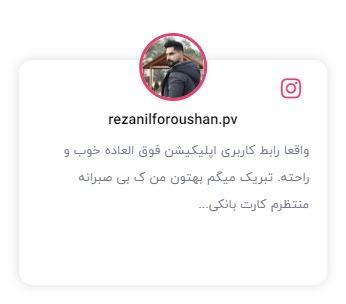 rezanilforoushan.pv
واقعا رابط کاربری اپلیکیشن فوق العاده خوب و
راحته. تبریک میگم بهتون من ک بی صبرانه
منتظرم کارت بانکی...